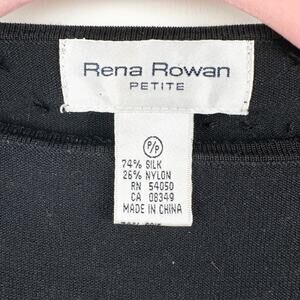 Rena Rowan
PETITE
P/P
74% SILK
26% NYLON
RN 54050
CA 08349
MADE IN CHINA